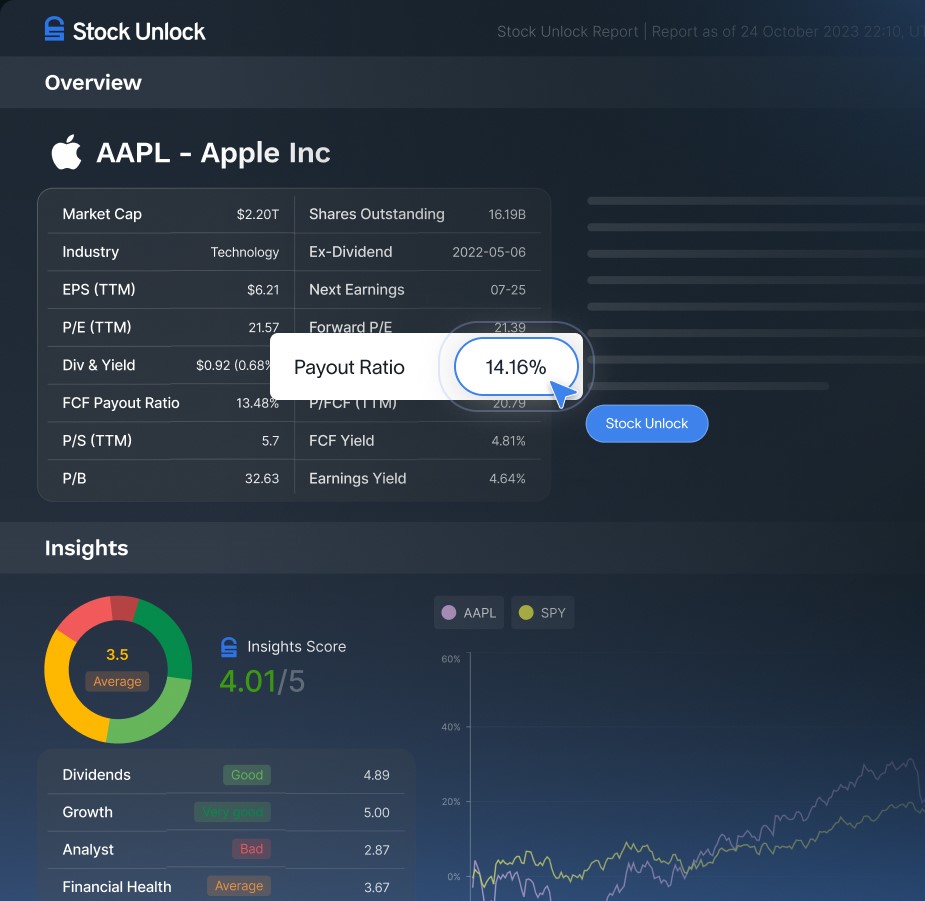 Stock Unlock
Stock Unlock Report | Report as of 24 October 2023 22:10,
Overview
AAPL - Apple Inc
Market Cap $2.20T Shares Outstanding 16.19B
Industry Technology Ex-Dividend 2022-05-06
EPS (TTM) $6.21 Next Earnings 07-25
P/E (TTM) 21.57 Forward P/E 21.39
Div & Yield $0.92 (0.68% Payout Ratio 14.16%
FCF Payout Ratio 13.48% P/FCF (TTM) 20.79
Stock Unlock
P/S (TTM) 5.7 FCF Yield 4.81%
P/B 32.63 Earnings Yield 4.64%
Insights
3.5
Average
Insights Score
4.01/5
AAPL SPY
60%
40%
20%
0%
Dividends Good 4.89
Growth Very good 5.00
Analyst Bad 2.87
Financial Health Average 3.67